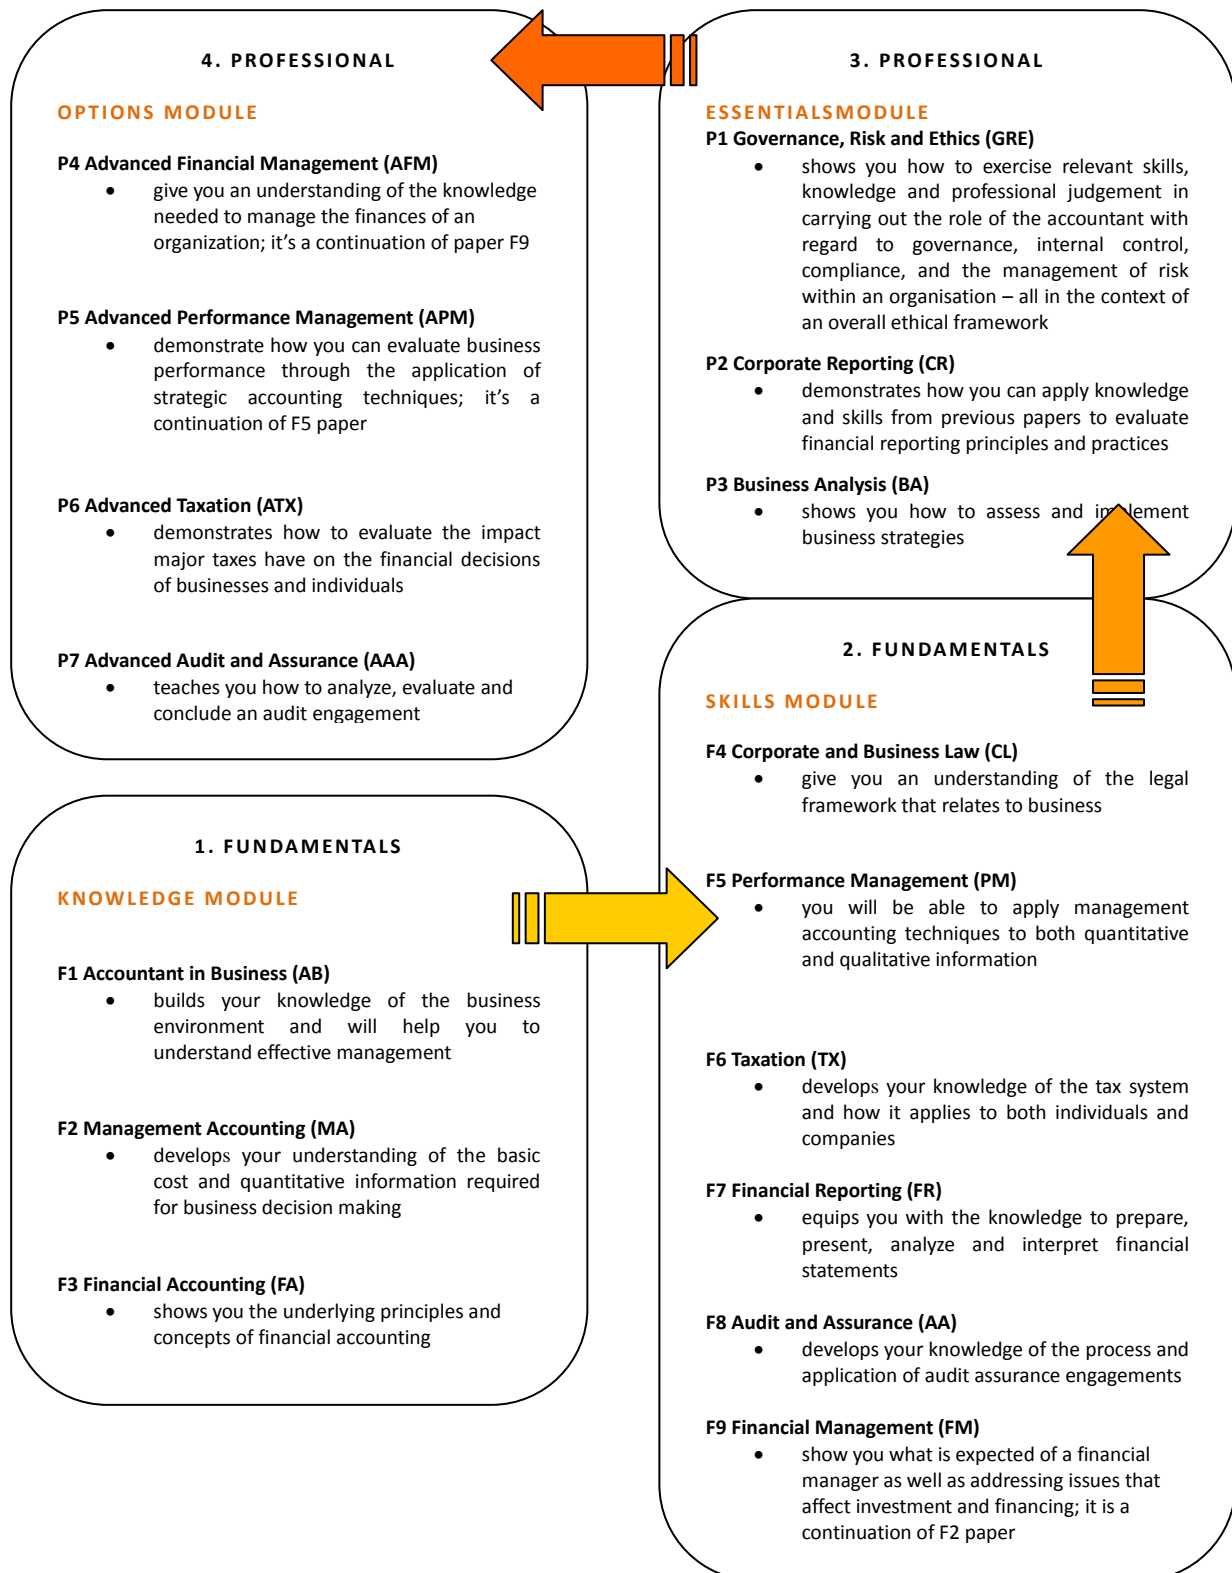 4. PROFESSIONAL
OPTIONS MODULE
P4 Advanced Financial Management (AFM)
• give you an understanding of the knowledge
needed to manage the finances of an
organization; it’s a continuation of paper F9
P5 Advanced Performance Management (APM)
• demonstrate how you can evaluate business
performance through the application of
strategic accounting techniques; it’s a
continuation of F5 paper
P6 Advanced Taxation (ATX)
• demonstrates how to evaluate the impact
major taxes have on the financial decisions
of businesses and individuals
P7 Advanced Audit and Assurance (AAA)
• teaches you how to analyze, evaluate and
conclude an audit engagement
3. PROFESSIONAL
ESSENTIALSMODULE
P1 Governance, Risk and Ethics (GRE)
• shows you how to exercise relevant skills,
knowledge and professional judgement in
carrying out the role of the accountant with
regard to governance, internal control,
compliance, and the management of risk
within an organisation – all in the context of
an overall ethical framework
P2 Corporate Reporting (CR)
• demonstrates how you can apply knowledge
and skills from previous papers to evaluate
financial reporting principles and practices
P3 Business Analysis (BA)
• shows you how to assess and implement
business strategies
1. FUNDAMENTALS
KNOWLEDGE MODULE
F1 Accountant in Business (AB)
• builds your knowledge of the business
environment and will help you to
understand effective management
F2 Management Accounting (MA)
• develops your understanding of the basic
cost and quantitative information required
for business decision making
F3 Financial Accounting (FA)
• shows you the underlying principles and
concepts of financial accounting
2. FUNDAMENTALS
SKILLS MODULE
F4 Corporate and Business Law (CL)
• give you an understanding of the legal
framework that relates to business
F5 Performance Management (PM)
• you will be able to apply management
accounting techniques to both quantitative
and qualitative information
F6 Taxation (TX)
• develops your knowledge of the tax system
and how it applies to both individuals and
companies
F7 Financial Reporting (FR)
• equips you with the knowledge to prepare,
present, analyze and interpret financial
statements
F8 Audit and Assurance (AA)
• develops your knowledge of the process and
application of audit assurance engagements
F9 Financial Management (FM)
• show you what is expected of a financial
manager as well as addressing issues that
affect investment and financing; it is a
continuation of F2 paper